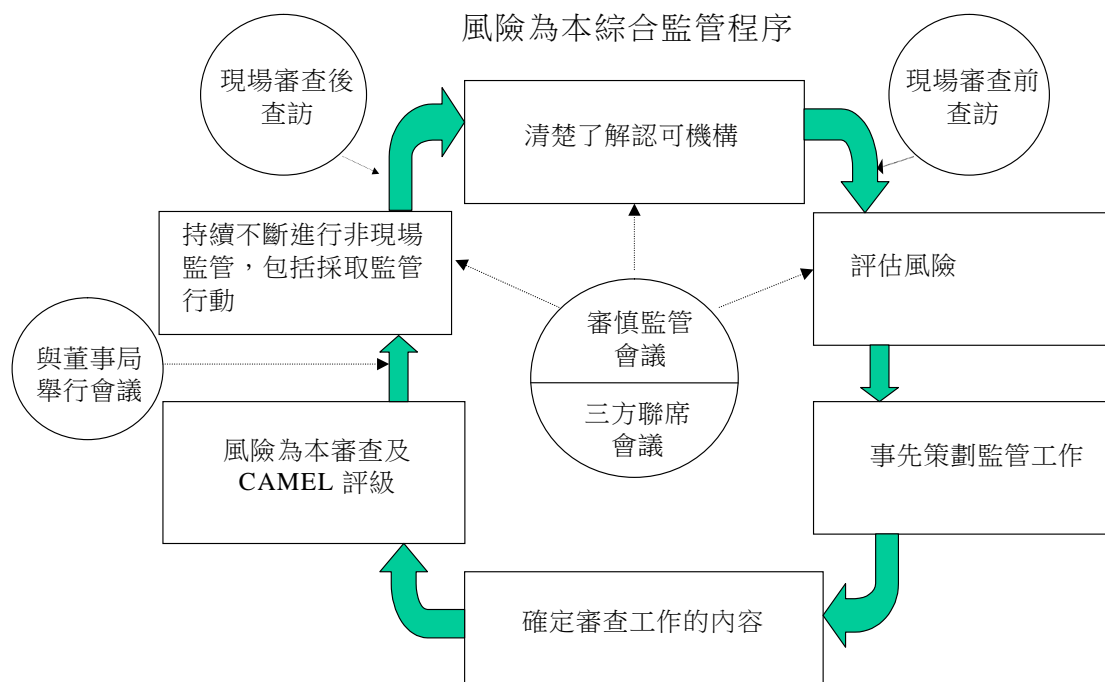 風險為本綜合監管程序
現場審查後
查訪
現場審查前
查訪
清楚了解認可機構
持續不斷進行非現場
監管，包括採取監管
行動
評估風險
審慎監管
會議
三方聯席
會議
與董事局
舉行會議
風險為本審查及
CAMEL 評級
事先策劃監管工作
確定審查工作的內容